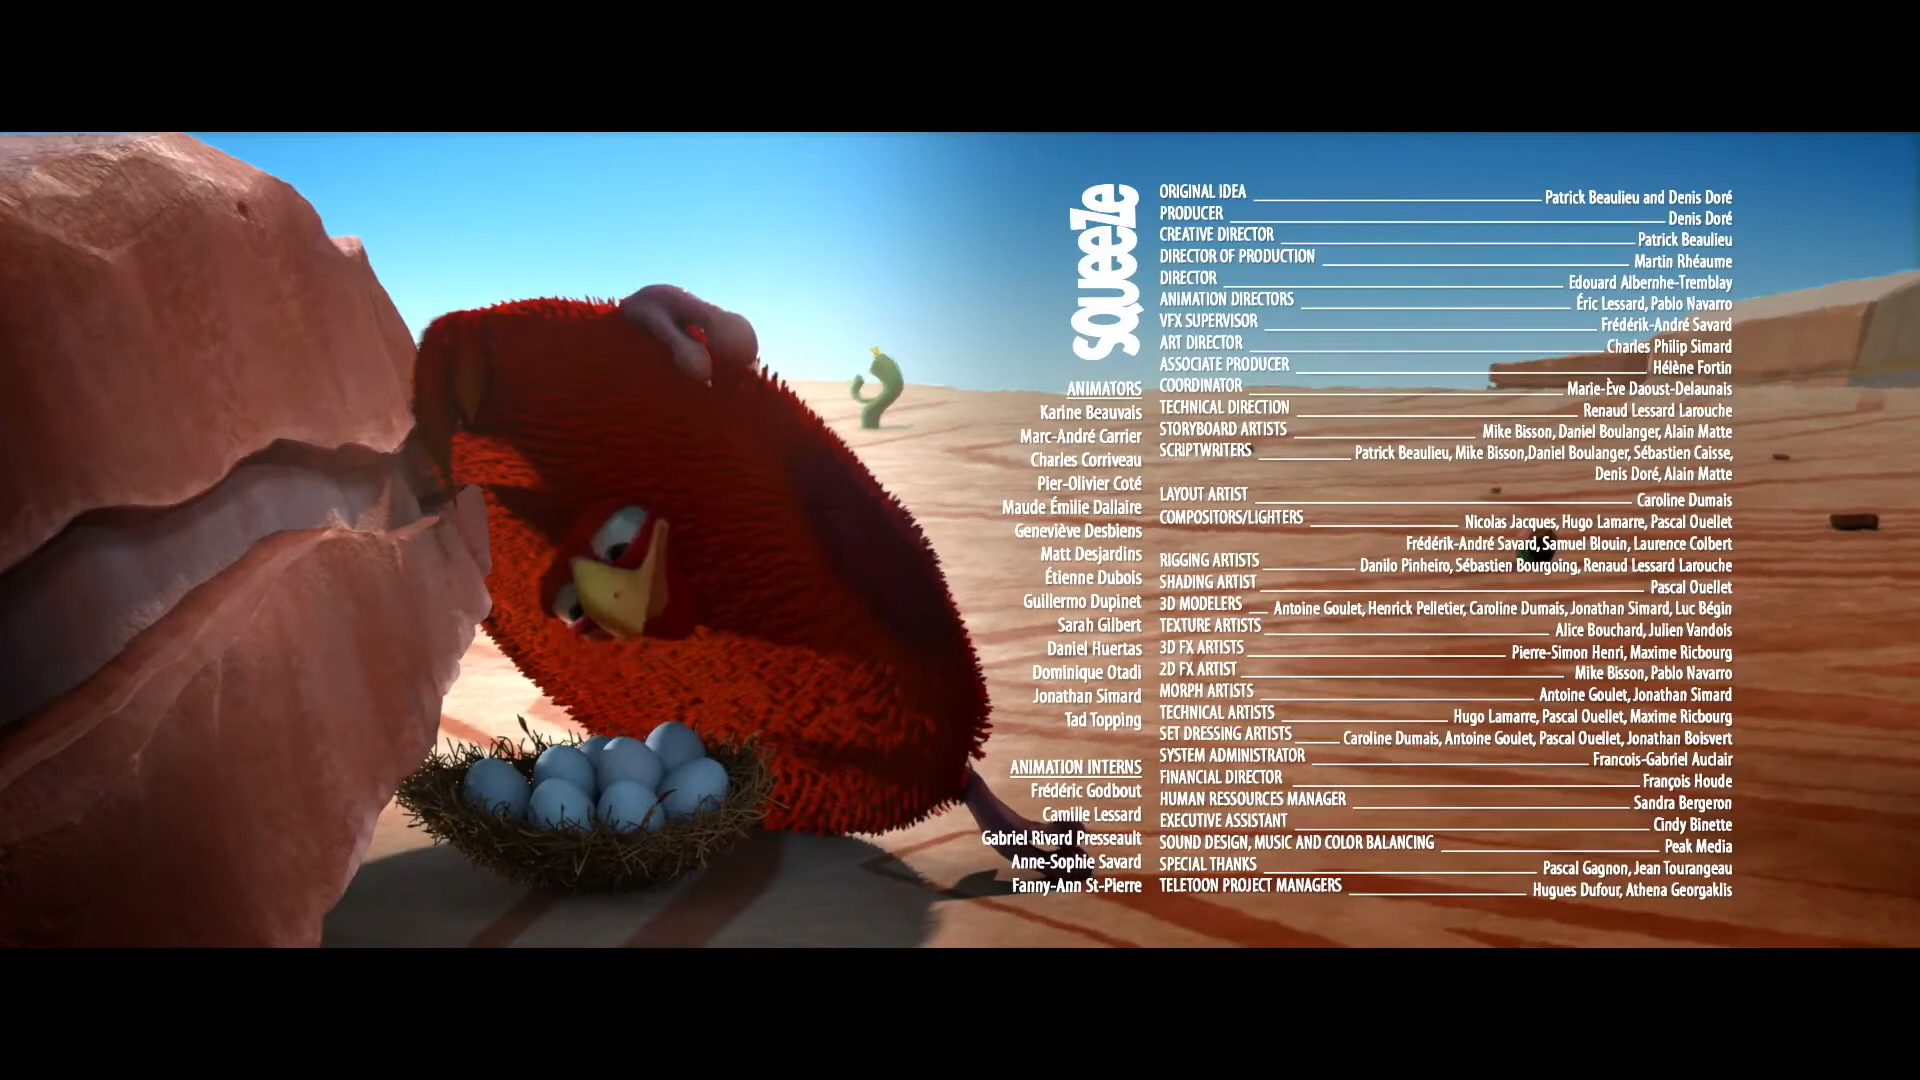 squeeze
ANIMATORS
Karine Beauvais
Marc-André Carrier
Charles Corriveau
Pier-Olivier Coté
Maude Émilie Dallaire
Geneviève Desbiens
Matt Desjardins
Étienne Dubois
Guillermo Dupinet
Sarah Gilbert
Daniel Huertas
Dominique Otadi
Jonathan Simard
Tad Topping
ANIMATION INTERNS
Frédéric Godbout
Camille Lessard
Gabriel Rivard Presseault
Anne-Sophie Savard
Fanny-Ann St-Pierre
ORIGINAL IDEA Patrick Beaulieu and Denis Doré
PRODUCER Denis Doré
CREATIVE DIRECTOR Patrick Beaulieu
DIRECTOR OF PRODUCTION Martin Rhéaume
DIRECTOR Edouard Albernhe-Tremblay
ANIMATION DIRECTORS Éric Lessard, Pablo Navarro
VFX SUPERVISOR Frédérik-André Savard
ART DIRECTOR Charles Philip Simard
ASSOCIATE PRODUCER Hélène Fortin
COORDINATOR Marie-Ève Daoust-Delaunais
TECHNICAL DIRECTION Renaud Lessard Larouche
STORYBOARD ARTISTS Mike Bisson, Daniel Boulanger, Alain Matte
SCRIPTWRITERS Patrick Beaulieu, Mike Bisson,Daniel Boulanger, Sébastien Caisse,
Denis Doré, Alain Matte
LAYOUT ARTIST Caroline Dumais
COMPOSITORS/LIGHTERS Nicolas Jacques, Hugo Lamarre, Pascal Ouellet
Frédérik-André Savard, Samuel Blouin, Laurence Colbert
RIGGING ARTISTS Danilo Pinheiro, Sébastien Bourgoing, Renaud Lessard Larouche
SHADING ARTIST Pascal Ouellet
3D MODELERS Antoine Goulet, Henrick Pelletier, Caroline Dumais, Jonathan Simard, Luc Bégin
TEXTURE ARTISTS Alice Bouchard, Julien Vandois
3D FX ARTISTS Pierre-Simon Henri, Maxime Ricbourg
2D FX ARTIST Mike Bisson, Pablo Navarro
MORPH ARTISTS Antoine Goulet, Jonathan Simard
TECHNICAL ARTISTS Hugo Lamarre, Pascal Ouellet, Maxime Ricbourg
SET DRESSING ARTISTS Caroline Dumais, Antoine Goulet, Pascal Ouellet, Jonathan Boisvert
SYSTEM ADMINISTRATOR Francois-Gabriel Auclair
FINANCIAL DIRECTOR François Houde
HUMAN RESSOURCES MANAGER Sandra Bergeron
EXECUTIVE ASSISTANT Cindy Binette
SOUND DESIGN, MUSIC AND COLOR BALANCING Peak Media
SPECIAL THANKS Pascal Gagnon, Jean Tourangeau
TELETOON PROJECT MANAGERS Hugues Dufour, Athena Georgaklis